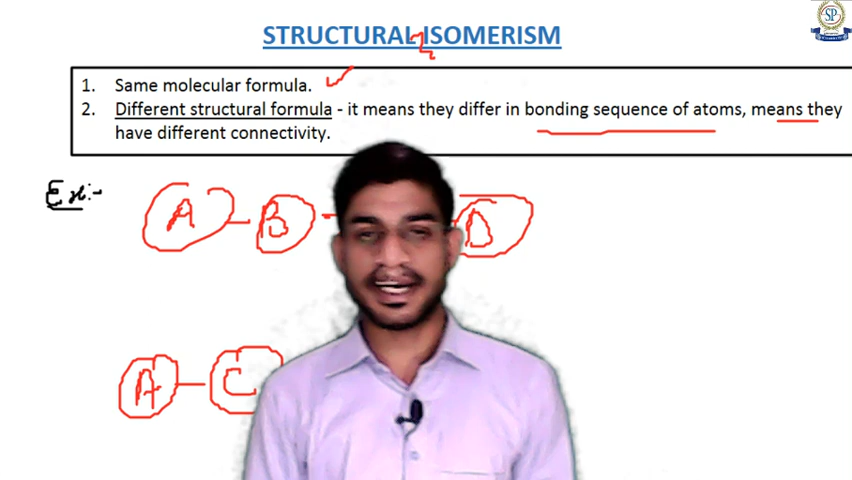 STRUCTURAL ISOMERISM
SP
1. Same molecular formula.
2. Different structural formula - it means they differ in bonding sequence of atoms, means they
have different connectivity.
Ex:-
A - B - D
A - C